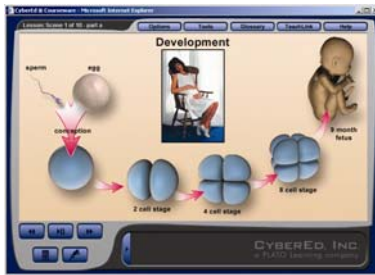 CyberEd® Courseware - Microsoft Internet Explorer
Lesson: Scene 1 of 10 - part a
Options
Tools
Glossary
TeachLink
Help
Development
sperm
egg
conception
2 cell stage
4 cell stage
8 cell stage
9 month
fetus
CYBERED, INC.
a PLATO learning company